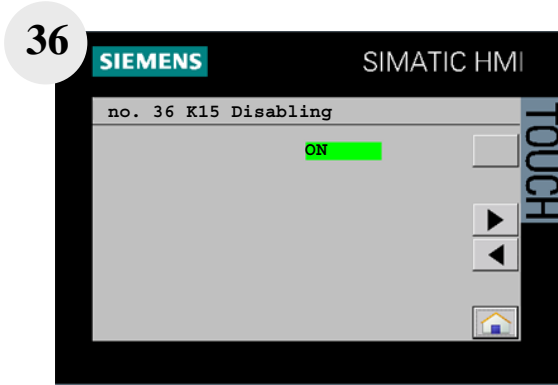 36
SIEMENS
SIMATIC HMI
TOUCH
no. 36 K15 Disabling
ON